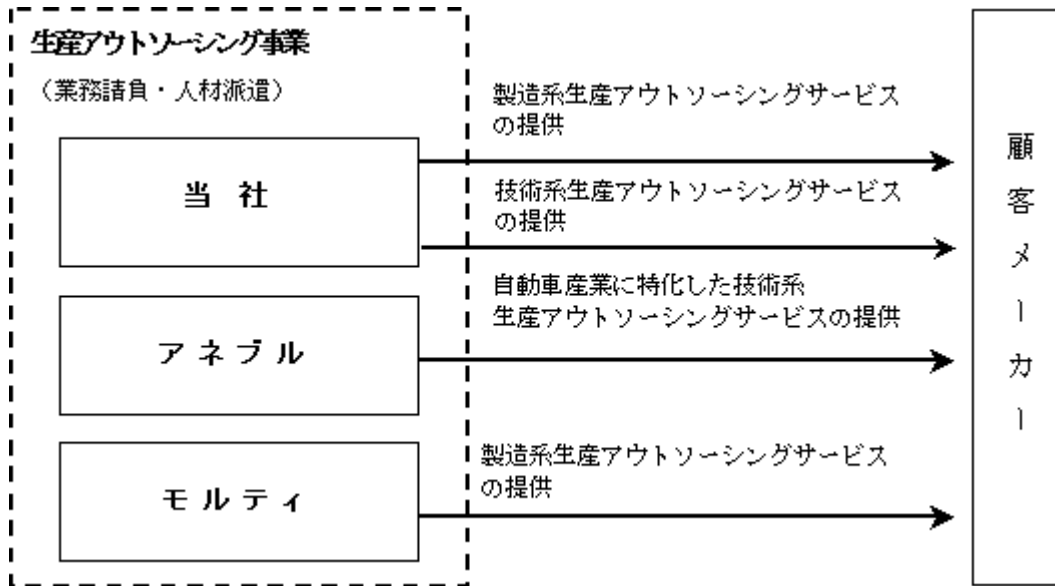 生産アウトソーシング事業
（業務請負・人材派遣）
製造系生産アウトソーシングサービス
の提供
当 社
技術系生産アウトソーシングサービス
の提供
自動車産業に特化した技術系
生産アウトソーシングサービスの提供
アネブル
製造系生産アウトソーシングサービス
の提供
モルティ
顧客メーカー